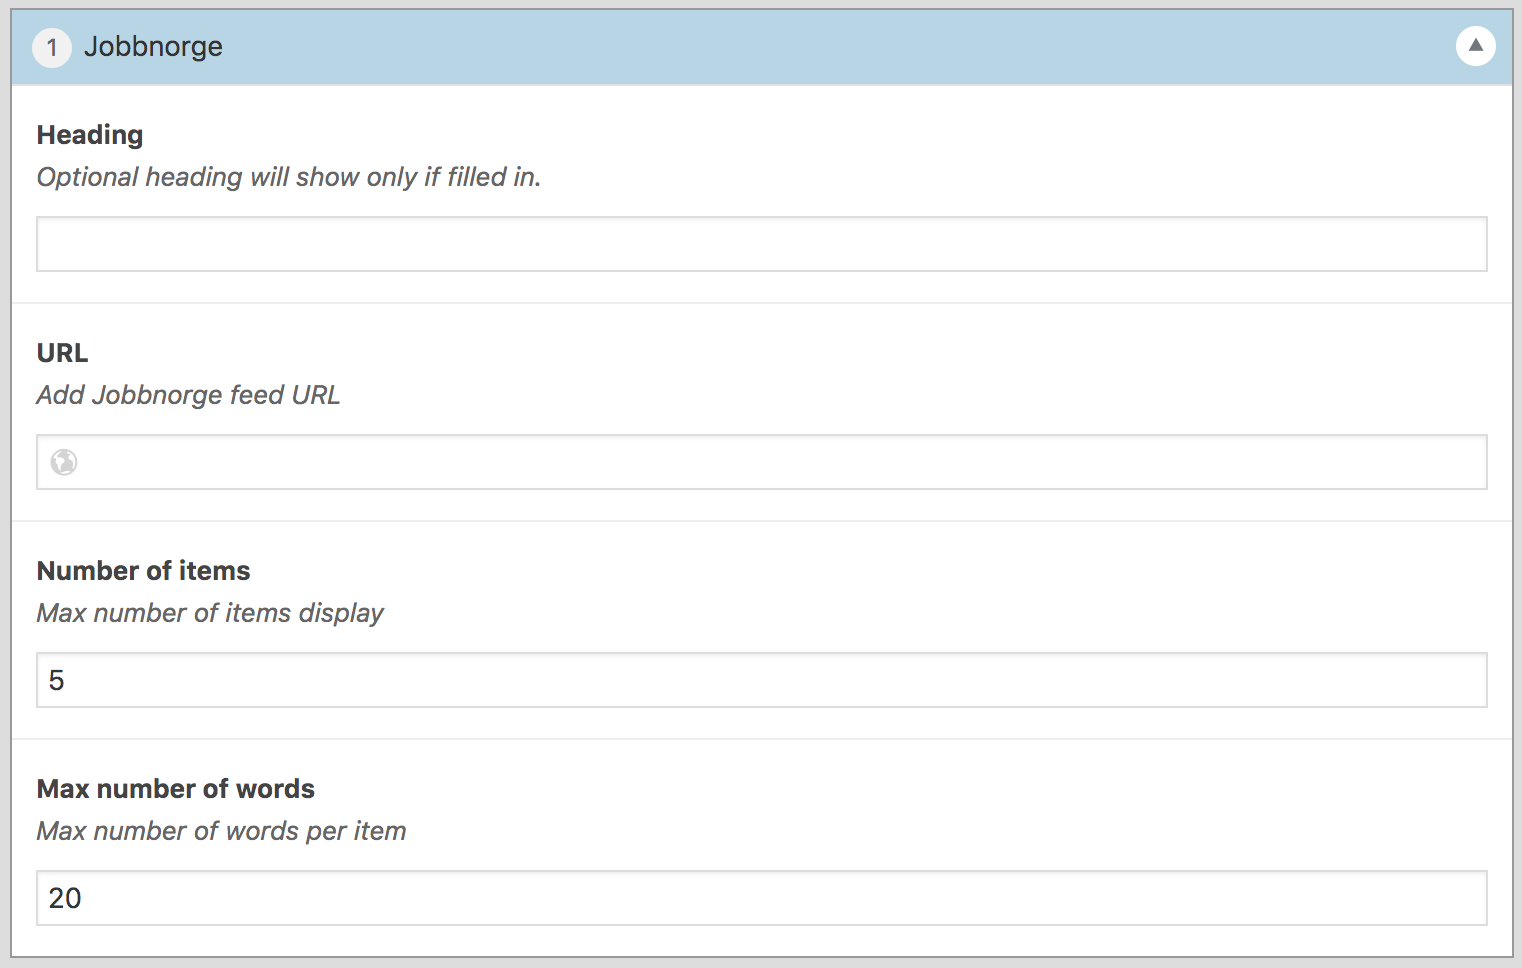 1 Jobbnorge
Heading
Optional heading will show only if filled in.
URL
Add Jobbnorge feed URL
Number of items
Max number of items display
5
Max number of words
Max number of words per item
20